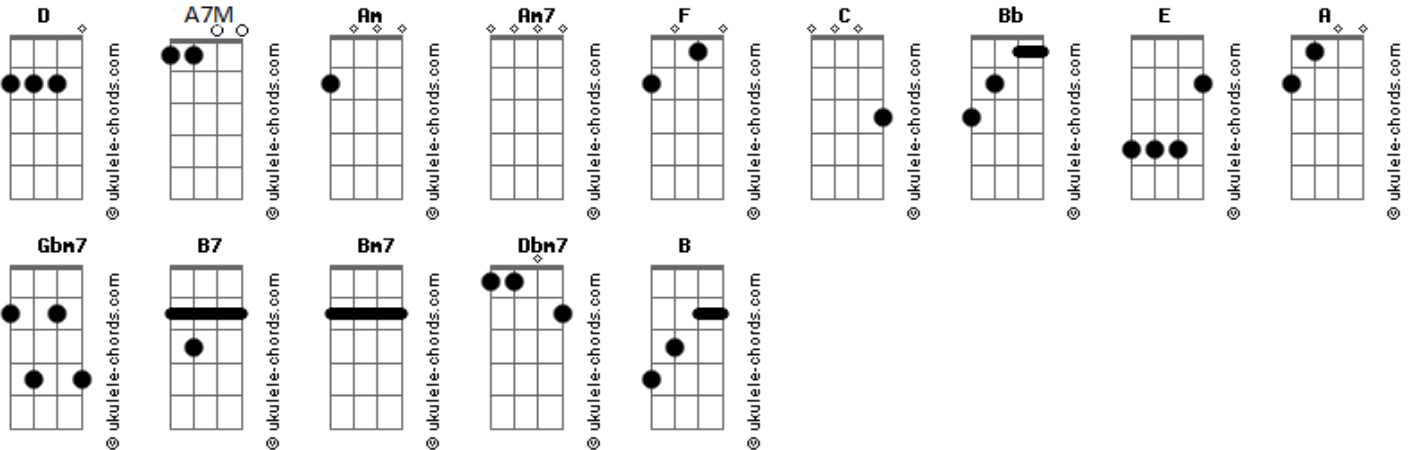 D A7M Am Am7 F C Bb E A
© ukulele-chords.com © ukulele-chords.com © ukulele-chords.com © ukulele-chords.com © ukulele-chords.com © ukulele-chords.com © ukulele-chords.com © ukulele-chords.com © ukulele-chords.com
Gbm7 B7 Bm7 Dbm7 B
© ukulele-chords.com © ukulele-chords.com © ukulele-chords.com © ukulele-chords.com © ukulele-chords.com